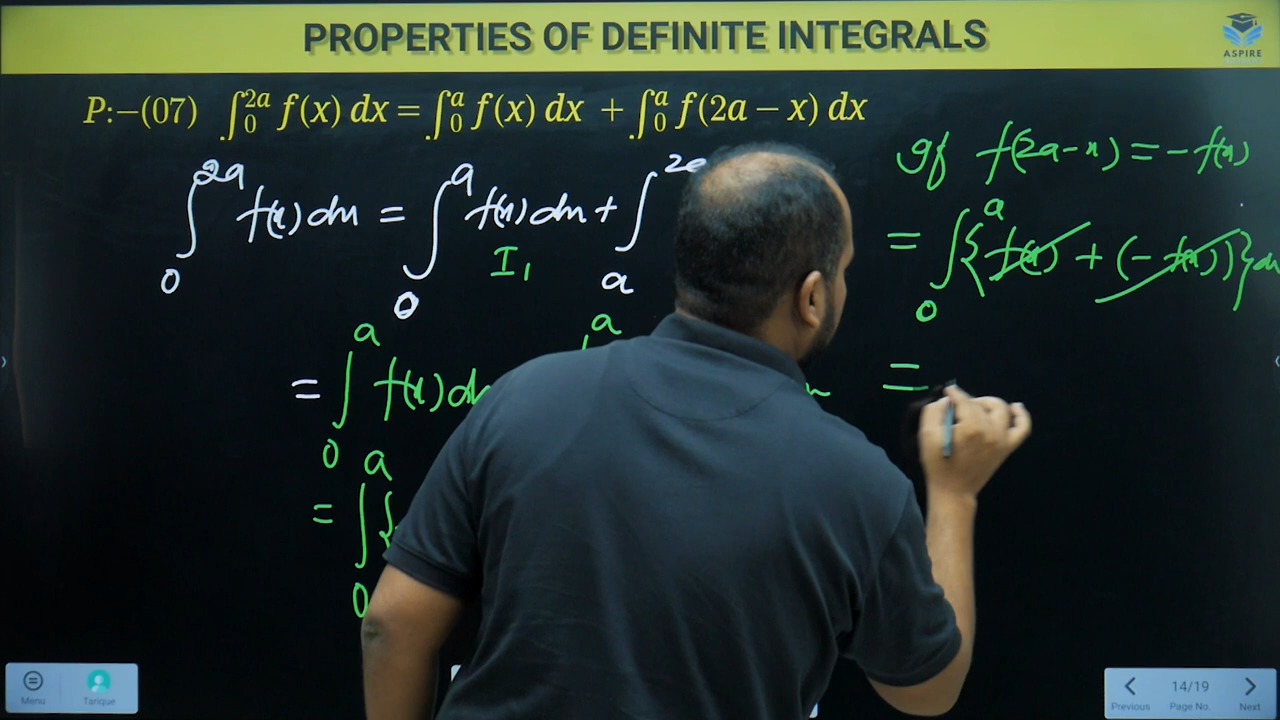 PROPERTIES OF DEFINITE INTEGRALS
ASPIRE
P:-(07) ∫₀²ᵃ f(x) dx = ∫₀ᵃ f(x) dx + ∫₀ᵃ f(2a − x) dx
∫₀²ᵃ f(x) dx = ∫₀ᵃ f(x) dx + ∫ₐ
I₁
= ∫₀ᵃ f(x) d
a
= ∫₀ᵃ {
If f(2a-x) = -f(x)
= ∫₀ᵃ {f(x) + (-f(x))} dx
=
Menu
Tarique
14/19
Previous Page No. Next